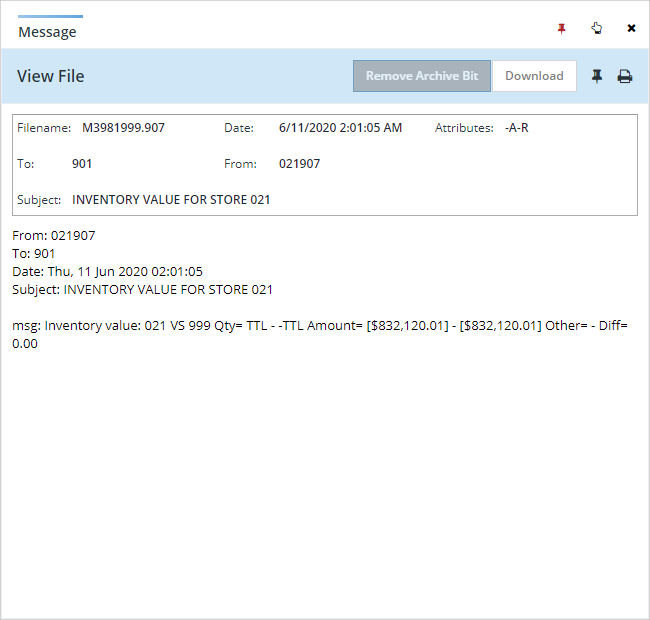 Message
View File Remove Archive Bit Download
Filename: M3981999.907 Date: 6/11/2020 2:01:05 AM Attributes: -A-R
To: 901 From: 021907
Subject: INVENTORY VALUE FOR STORE 021
From: 021907
To: 901
Date: Thu, 11 Jun 2020 02:01:05
Subject: INVENTORY VALUE FOR STORE 021
msg: Inventory value: 021 VS 999 Qty= TTL - -TTL Amount= [$832,120.01] - [$832,120.01] Other= - Diff=
0.00